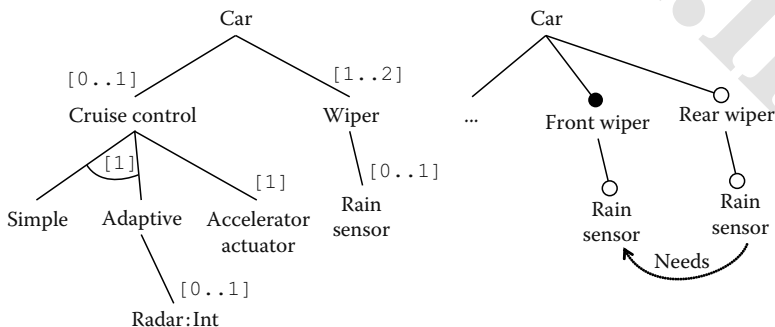 Car
Car
[0..1]
[1..2]
Cruise control
Wiper
...
Front wiper
Rear wiper
[1]
[1]
[0..1]
Simple
Adaptive
Accelerator
actuator
Rain
sensor
Rain
sensor
Rain
sensor
Needs
[0..1]
Radar:Int